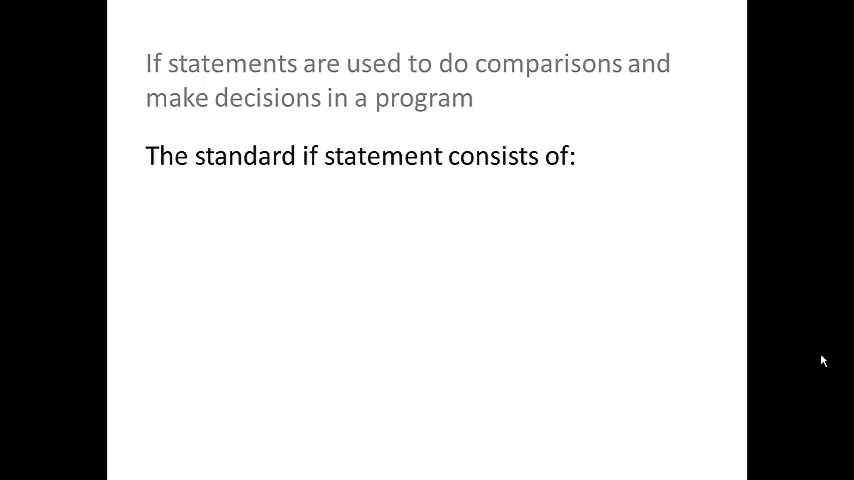 If statements are used to do comparisons and
make decisions in a program
The standard if statement consists of: